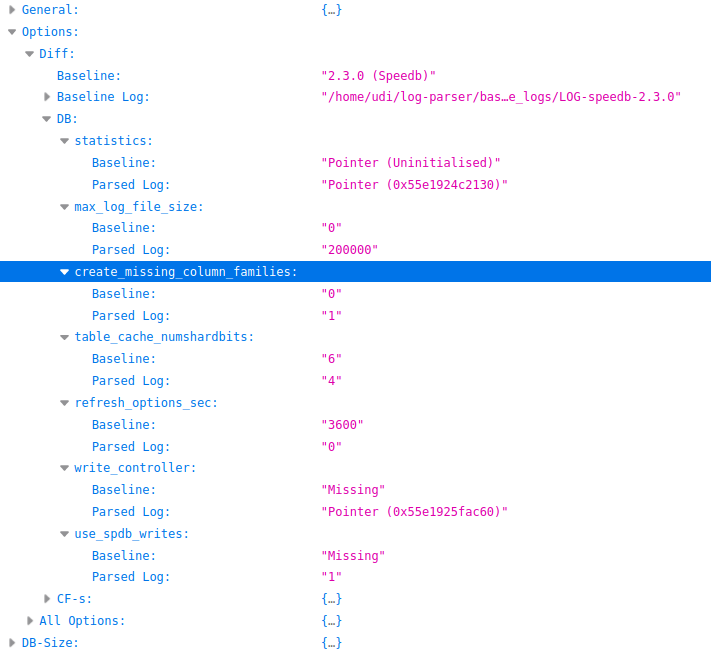 General: {…}
Options:
Diff:
Baseline: "2.3.0 (Speedb)"
Baseline Log: "/home/udi/log-parser/bas…e_logs/LOG-speedb-2.3.0"
DB:
statistics:
Baseline: "Pointer (Uninitialised)"
Parsed Log: "Pointer (0x55e1924c2130)"
max_log_file_size:
Baseline: "0"
Parsed Log: "200000"
create_missing_column_families:
Baseline: "0"
Parsed Log: "1"
table_cache_numshardbits:
Baseline: "6"
Parsed Log: "4"
refresh_options_sec:
Baseline: "3600"
Parsed Log: "0"
write_controller:
Baseline: "Missing"
Parsed Log: "Pointer (0x55e1925fac60)"
use_spdb_writes:
Baseline: "Missing"
Parsed Log: "1"
CF-s: {…}
All Options: {…}
DB-Size: {…}